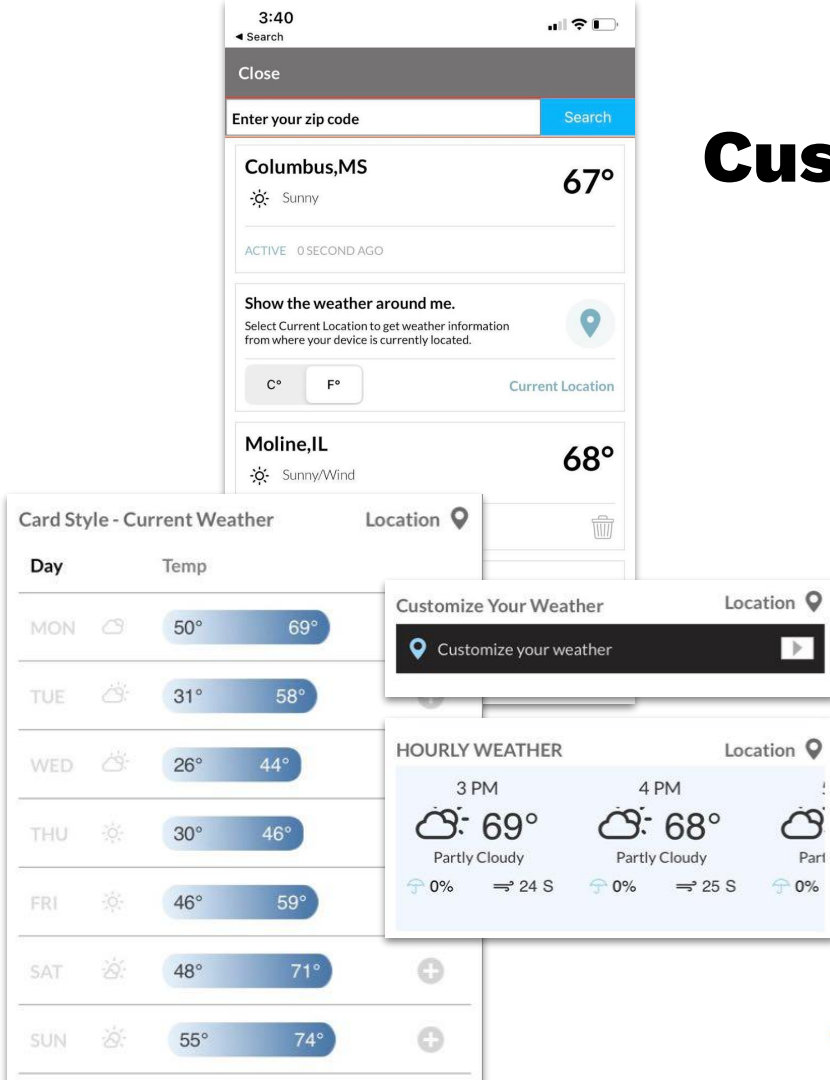 3:40
◄ Search
Close
Enter your zip code Search
Columbus,MS 67°
Sunny
ACTIVE 0 SECOND AGO
Show the weather around me.
Select Current Location to get weather information
from where your device is currently located.
C° F° Current Location
Moline,IL 68°
Sunny/Wind
Card Style - Current Weather Location
Day Temp
MON 50° 69°
TUE 31° 58°
WED 26° 44°
THU 30° 46°
FRI 46° 59°
SAT 48° 71°
SUN 55° 74°
Customize Your Weather Location
Customize your weather
HOURLY WEATHER Location
3 PM 4 PM
69° 68°
Partly Cloudy Partly Cloudy Part
0% 24 S 0% 25 S 0%
Cus